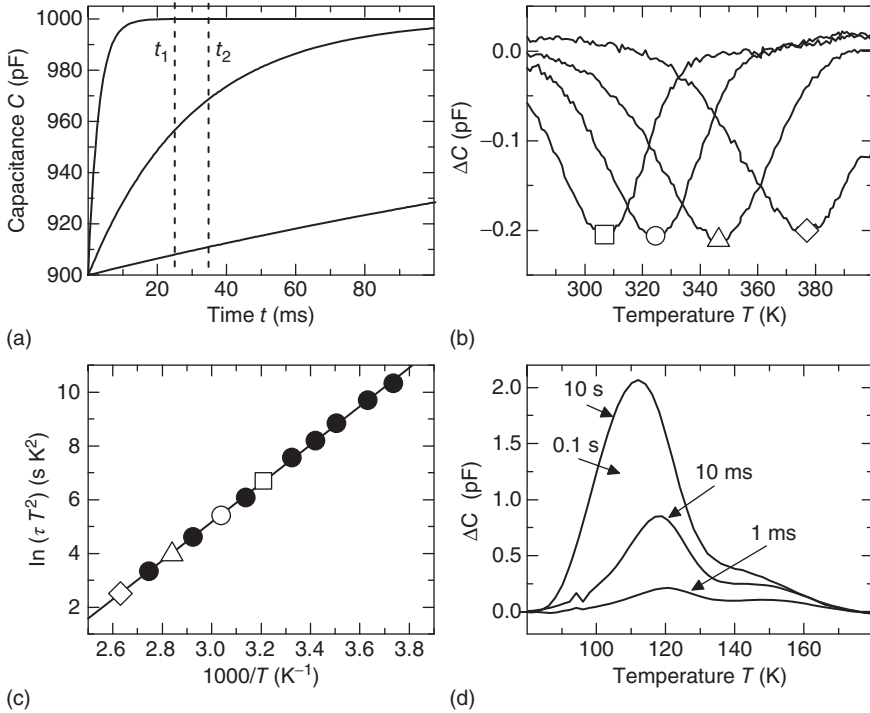 1000
980
960
940
920
900
Capacitance C (pF)
t1
t2
0
20
40
60
80
Time t (ms)
(a)
0.0
−0.1
−0.2
ΔC (pF)
300
320
340
360
380
Temperature T (K)
(b)
10
8
6
4
2
ln (τ T²) (s K²)
2.6
2.8
3.0
3.2
3.4
3.6
3.8
1000/T (K⁻¹)
(c)
2.0
1.5
1.0
0.5
0.0
ΔC (pF)
10 s
0.1 s
10 ms
1 ms
100
120
140
160
Temperature T (K)
(d)